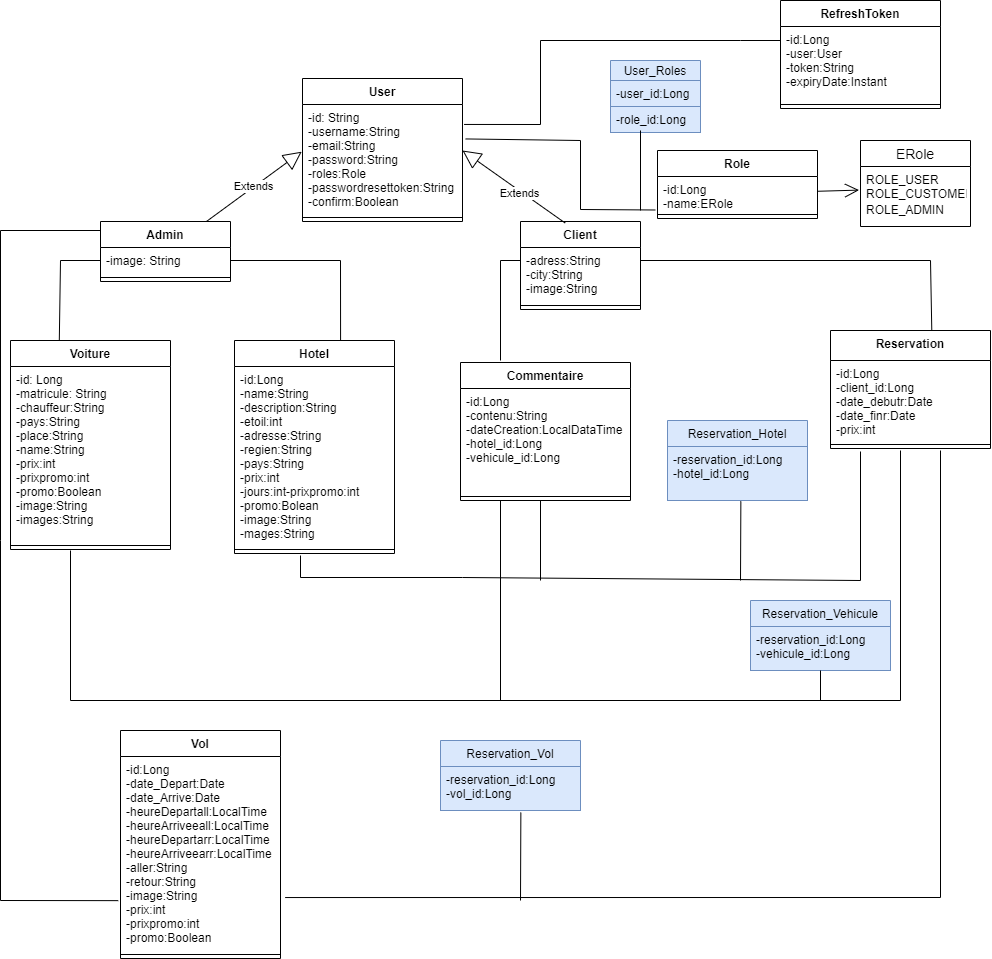 RefreshToken
-id:Long
-user:User
-token:String
-expiryDate:Instant
User_Roles
-user_id:Long
-role_id:Long
User
-id: String
-username:String
-email:String
-password:String
-roles:Role
-passwordresettoken:String
-confirm:Boolean
Role
-id:Long
-name:ERole
ERole
ROLE_USER
ROLE_CUSTOME
ROLE_ADMIN
Extends
Extends
Admin
-image: String
Client
-adress:String
-city:String
-image:String
Voiture
-id: Long
-matricule: String
-chauffeur:String
-pays:String
-place:String
-name:String
-prix:int
-prixpromo:int
-promo:Boolean
-image:String
-images:String
Hotel
-id:Long
-name:String
-description:String
-etoil:int
-adresse:String
-regien:String
-pays:String
-prix:int
-jours:int-prixpromo:int
-promo:Bolean
-image:String
-mages:String
Commentaire
-id:Long
-contenu:String
-dateCreation:LocalDataTime
-hotel_id:Long
-vehicule_id:Long
Reservation
-id:Long
-client_id:Long
-date_debutr:Date
-date_finr:Date
-prix:int
Reservation_Hotel
-reservation_id:Long
-hotel_id:Long
Reservation_Vehicule
-reservation_id:Long
-vehicule_id:Long
Vol
-id:Long
-date_Depart:Date
-date_Arrive:Date
-heureDepartall:LocalTime
-heureArriveeall:LocalTime
-heureDepartarr:LocalTime
-heureArriveearr:LocalTime
-aller:String
-retour:String
-image:String
-prix:int
-prixpromo:int
-promo:Boolean
Reservation_Vol
-reservation_id:Long
-vol_id:Long